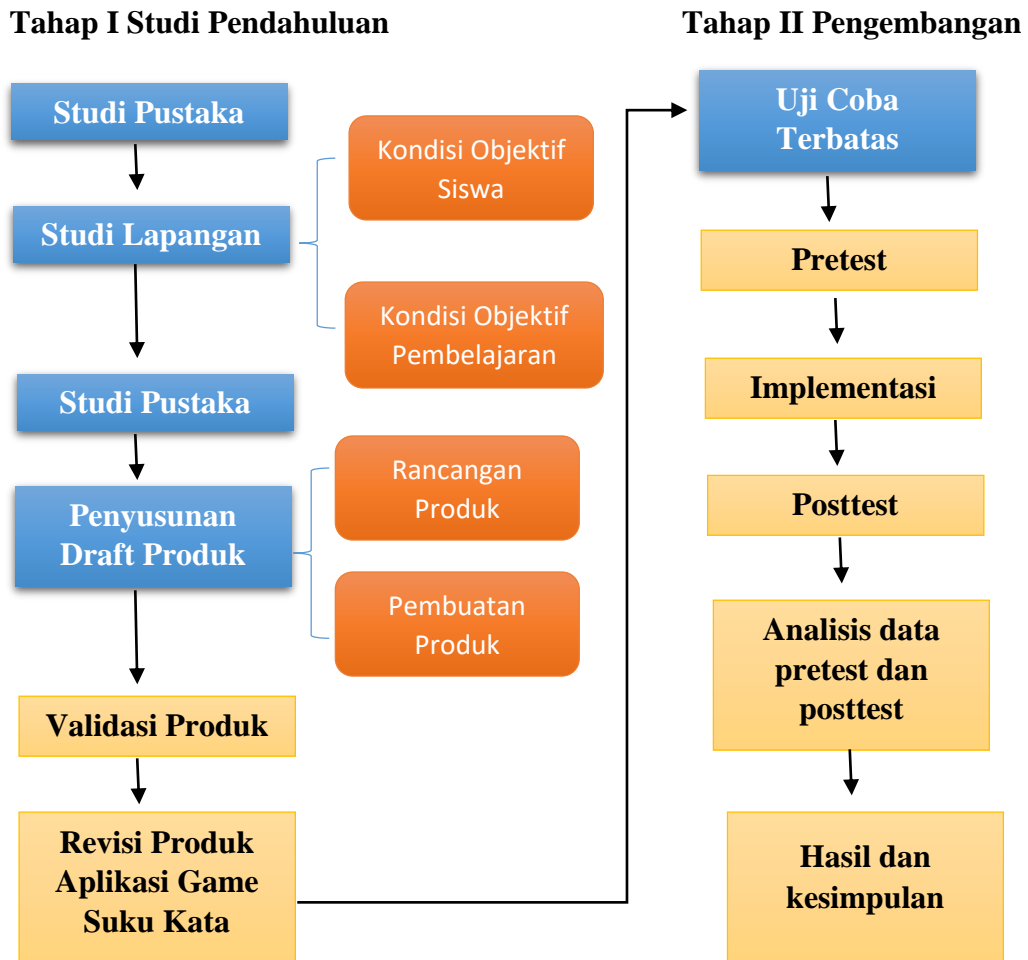 Tahap I Studi Pendahuluan
Studi Pustaka
Studi Lapangan
Kondisi Objektif
Siswa
Kondisi Objektif
Pembelajaran
Studi Pustaka
Penyusunan
Draft Produk
Rancangan
Produk
Pembuatan
Produk
Validasi Produk
Revisi Produk
Aplikasi Game
Suku Kata
Tahap II Pengembangan
Uji Coba
Terbatas
Pretest
Implementasi
Posttest
Analisis data
pretest dan
posttest
Hasil dan
kesimpulan